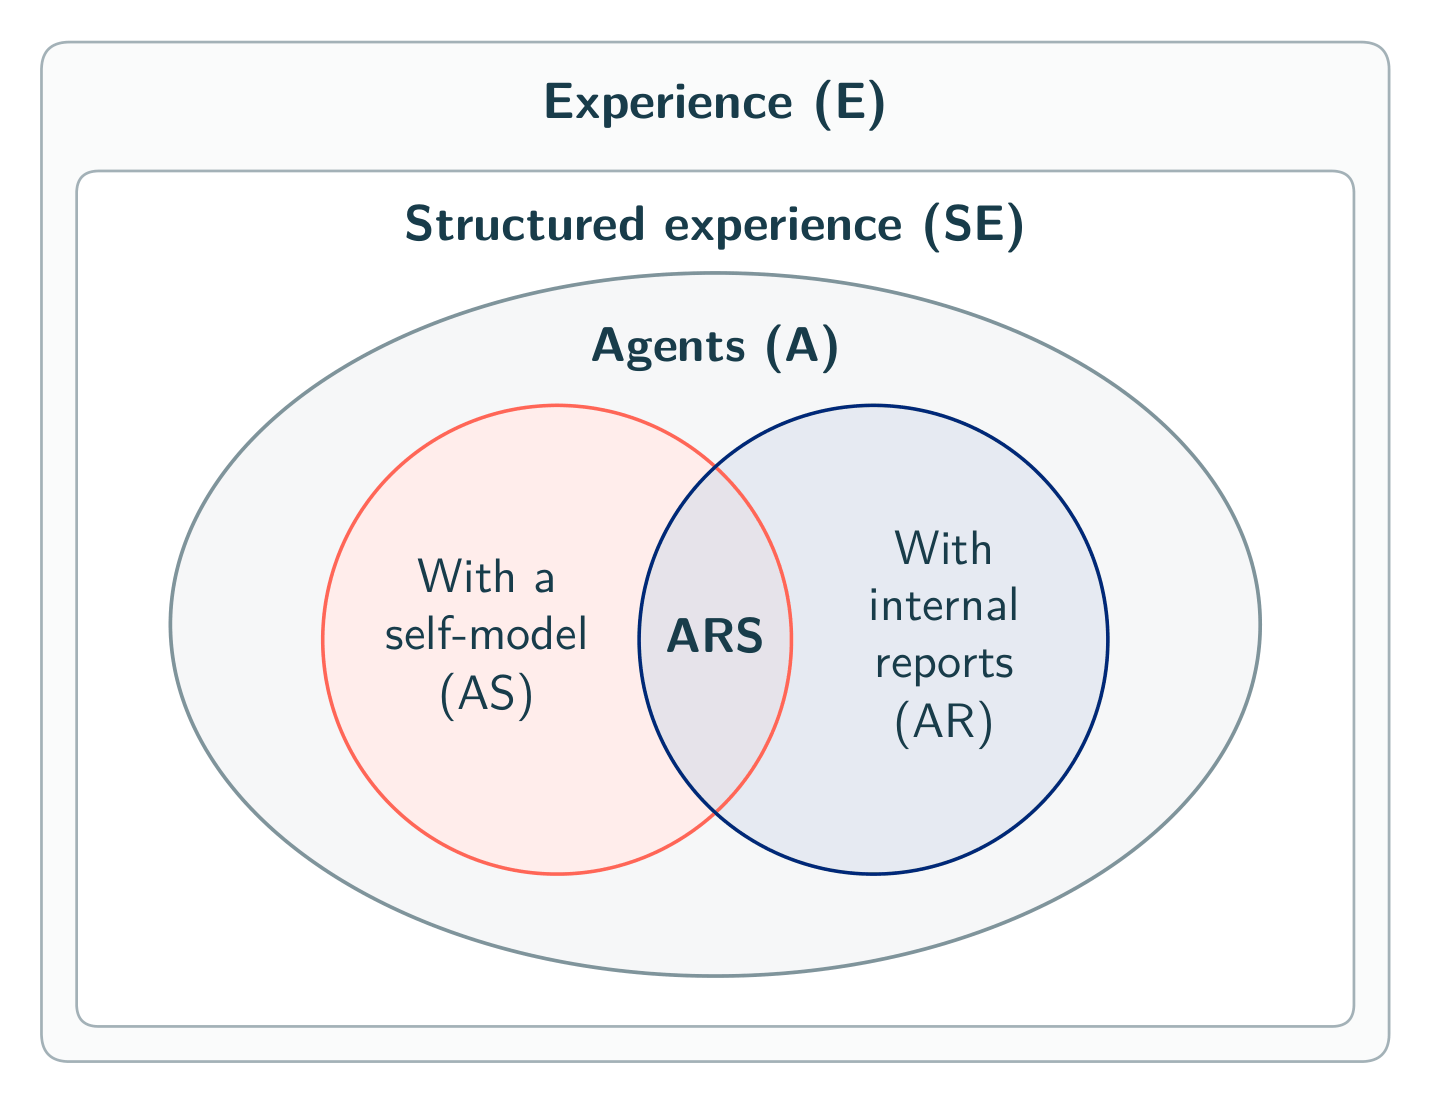 Experience (E)
Structured experience (SE)
Agents (A)
With a
self-model
(AS)
ARS
With
internal
reports
(AR)